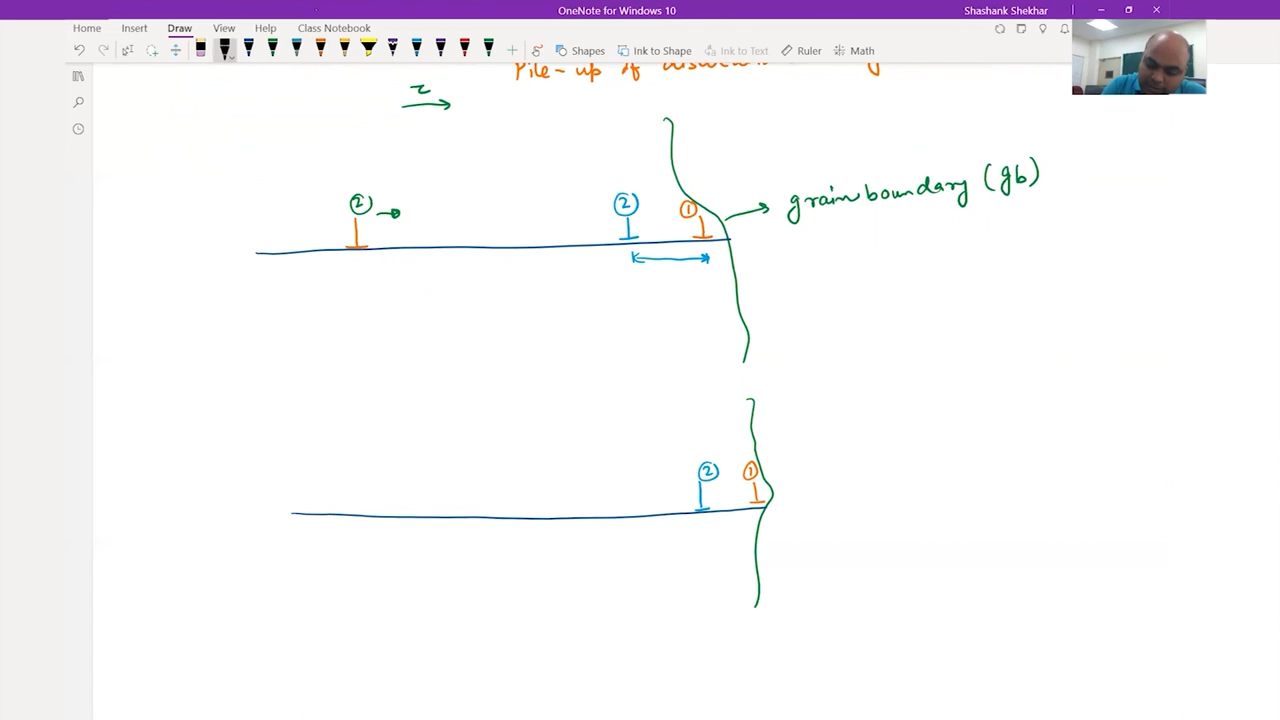 OneNote for Windows 10
Shashank Shekhar
Home Insert Draw View Help Class Notebook
Shapes Ink to Shape Ink to Text Ruler Math
Pile-up of
τ
② ② ① grain boundary (gb)
② ①